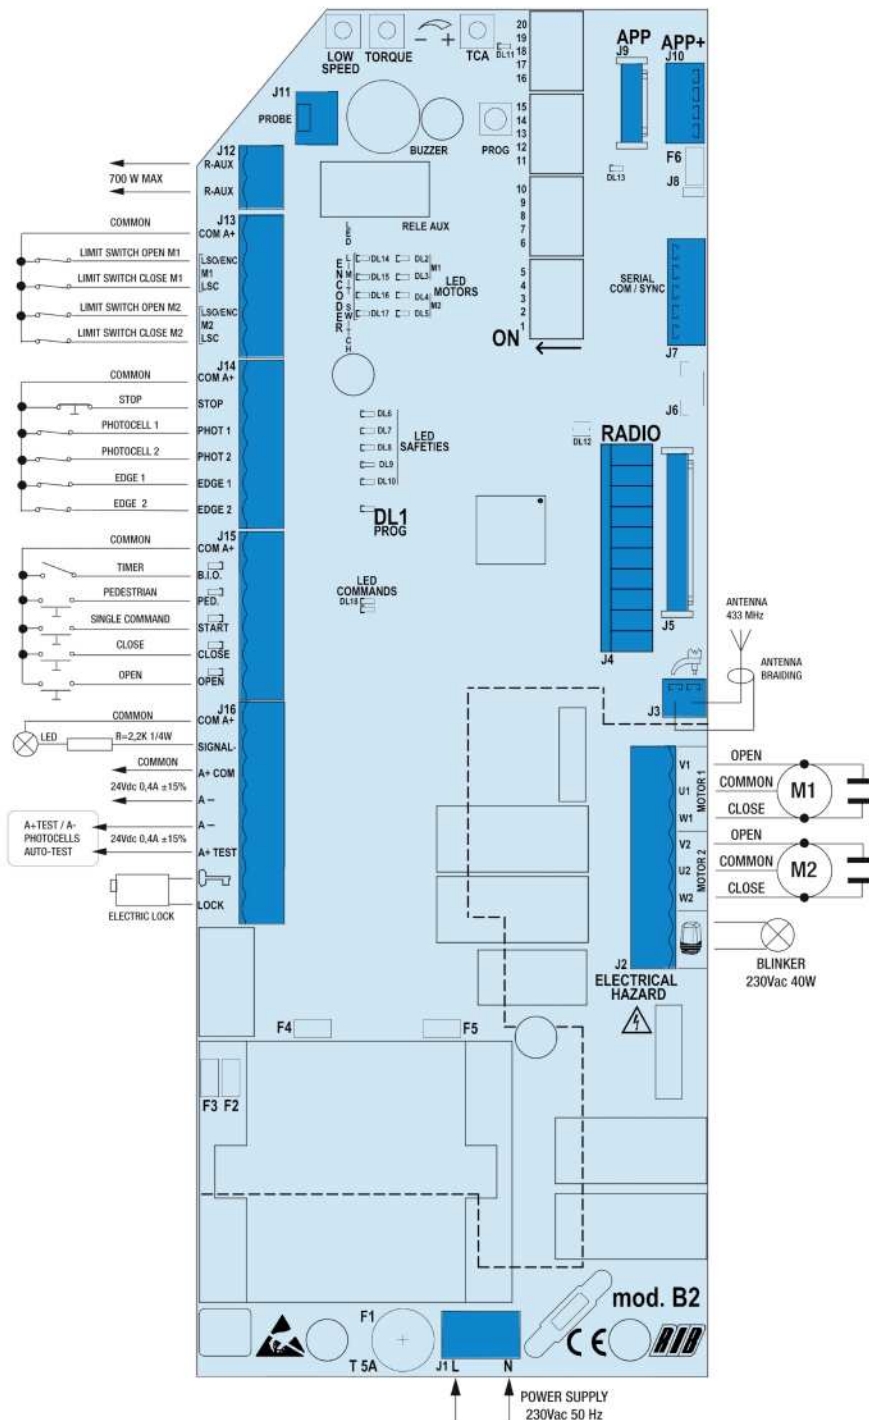 LOW SPEED
TORQUE
− +
TCA
DL11
20
19
18
17
16
15
14
13
12
11
10
9
8
7
6
5
4
3
2
1
ON
APP
J9
APP+
J10
F6
J8
DL13
J11
PROBE
BUZZER
PROG
J12
R-AUX
700 W MAX
R-AUX
RELE AUX
J13
COMMON
COM A+
LIMIT SWITCH OPEN M1
LSO/ENC
M1
LIMIT SWITCH CLOSE M1
LSC
LIMIT SWITCH OPEN M2
LSO/ENC
M2
LIMIT SWITCH CLOSE M2
LSC
LED LIMIT SWITCH
ENCODER
DL14
DL15
DL16
DL17
DL2
DL3
DL4
DL5
M1
M2
LED
MOTORS
SERIAL
COM / SYNC
J7
J6
J14
COMMON
COM A+
STOP
STOP
PHOTOCELL 1
PHOT 1
PHOTOCELL 2
PHOT 2
EDGE 1
EDGE 1
EDGE 2
EDGE 2
DL6
DL7
DL8
DL9
DL10
LED
SAFETIES
DL1
PROG
DL12
RADIO
J5
J4
J15
COMMON
COM A+
TIMER
B.I.O.
PEDESTRIAN
PED.
SINGLE COMMAND
START
CLOSE
CLOSE
OPEN
OPEN
LED
COMMANDS
DL18
ANTENNA
433 MHz
ANTENNA
BRAIDING
J3
J16
COMMON
COM A+
LED
R=2,2K 1/4W
SIGNAL-
COMMON
A+ COM
24Vdc 0,4A ±15%
A −
A −
A+TEST / A-
PHOTOCELLS
AUTO-TEST
24Vdc 0,4A ±15%
A+ TEST
LOCK
ELECTRIC LOCK
V1
U1
W1
MOTOR 1
OPEN
COMMON
CLOSE
M1
V2
U2
W2
MOTOR 2
OPEN
COMMON
CLOSE
M2
J2
BLINKER
230Vac 40W
ELECTRICAL
HAZARD
F4
F5
F3
F2
F1
T 5A
J1
L
N
mod. B2
CE
RIB
POWER SUPPLY
230Vac 50 Hz